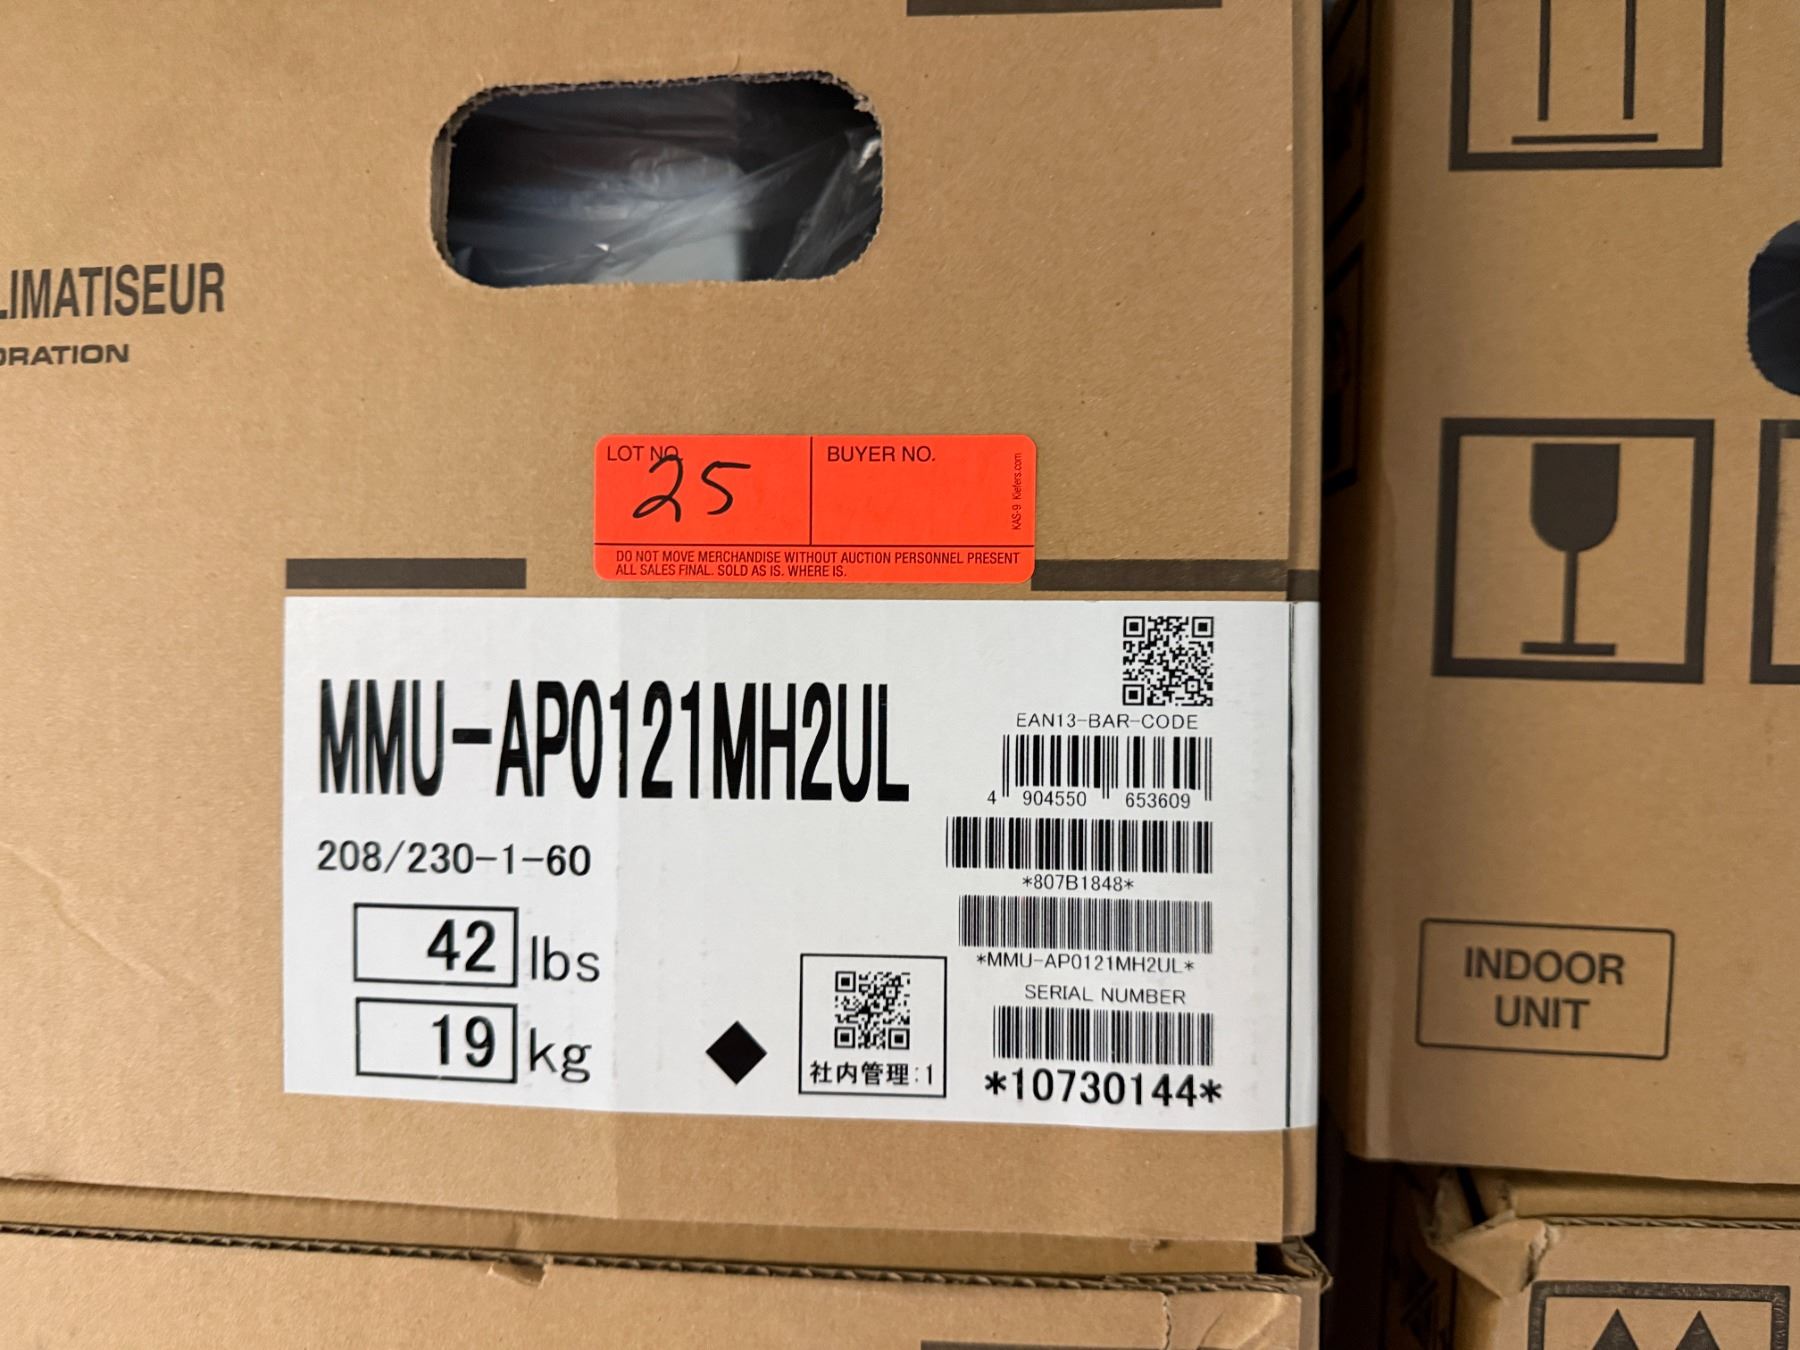 LIMATISEUR
ORATION
LOT NO.
25
BUYER NO.
KAS-9 Kiefers.com
DO NOT MOVE MERCHANDISE WITHOUT AUCTION PERSONNEL PRESENT
ALL SALES FINAL. SOLD AS IS. WHERE IS.
MMU-AP0121MH2UL
208/230-1-60
42 lbs
19 kg
社内管理:1
EAN13-BAR-CODE
4 904550 653609
*807B1848*
*MMU-AP0121MH2UL*
SERIAL NUMBER
*10730144*
INDOOR
UNIT